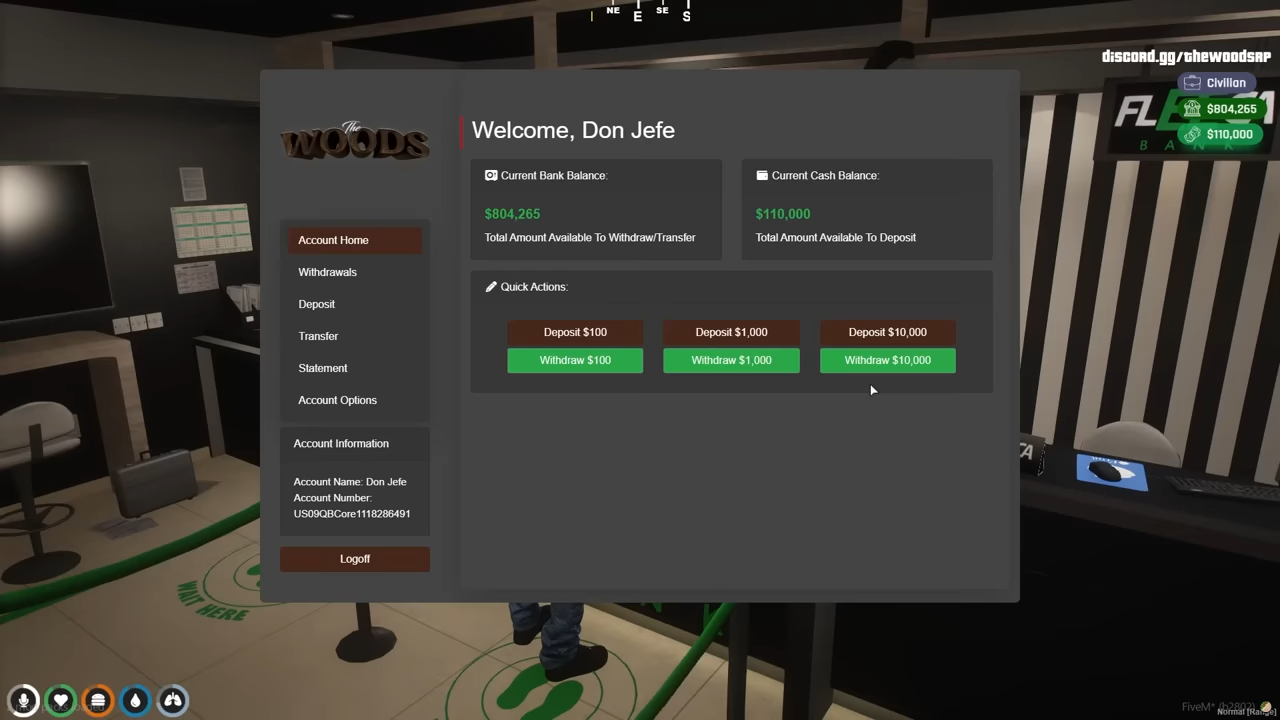 NE E SE S
discord.gg/thewoodsrp
Civilian
$804,265
$110,000
FLEECA
BANK
The
WOODS
Welcome, Don Jefe
Current Bank Balance:
$804,265
Total Amount Available To Withdraw/Transfer
Current Cash Balance:
$110,000
Total Amount Available To Deposit
Quick Actions:
Deposit $100
Deposit $1,000
Deposit $10,000
Withdraw $100
Withdraw $1,000
Withdraw $10,000
Account Home
Withdrawals
Deposit
Transfer
Statement
Account Options
Account Information
Account Name: Don Jefe
Account Number:
US09QBCore1118286491
Logoff
WAIT HERE
FiveM* (b2802)
Normal [Range]